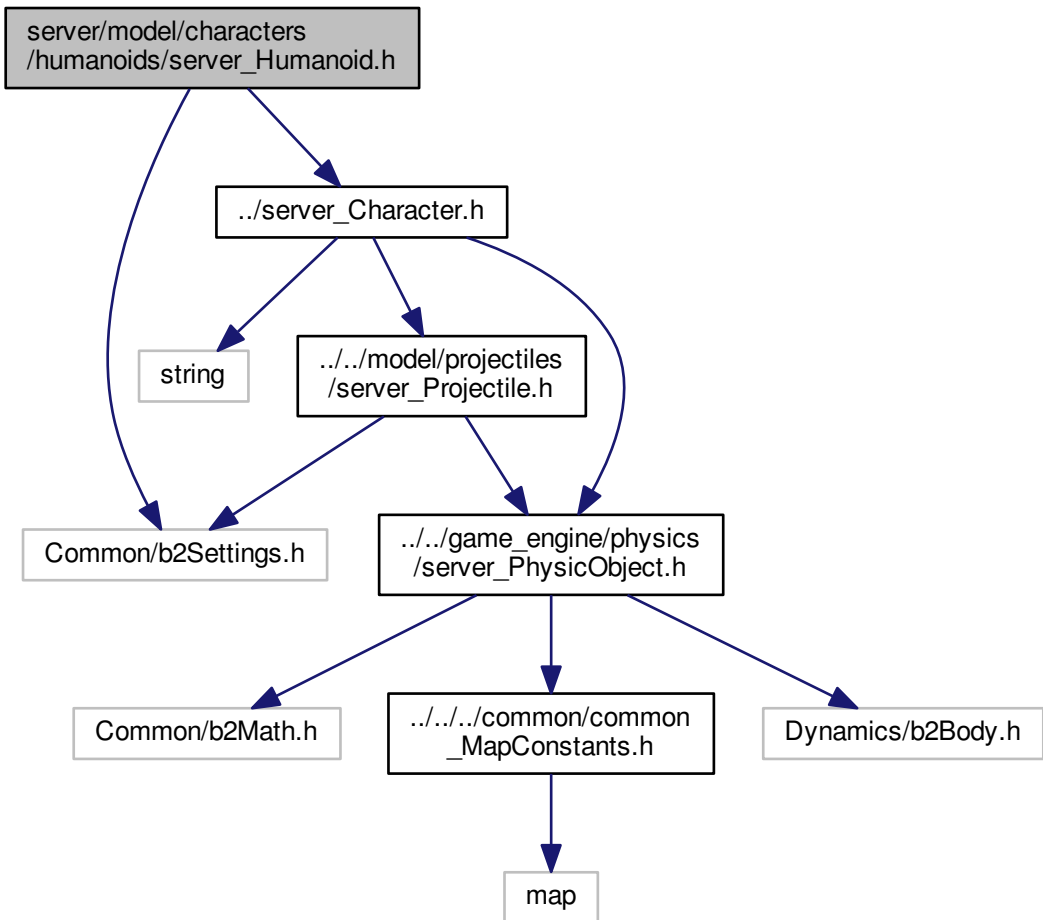 server/model/characters
/humanoids/server_Humanoid.h
../server_Character.h
string
../../model/projectiles
/server_Projectile.h
Common/b2Settings.h
../../game_engine/physics
/server_PhysicObject.h
Common/b2Math.h
../../../common/common
_MapConstants.h
Dynamics/b2Body.h
map